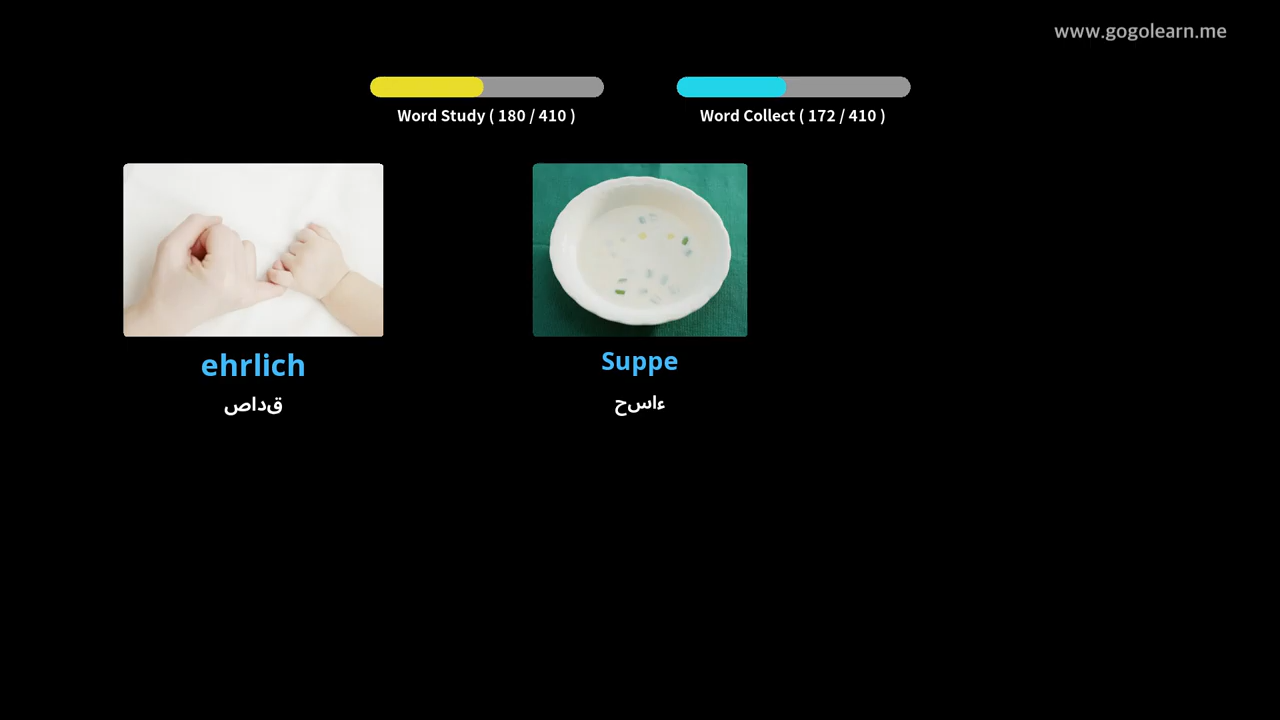 www.gogolearn.me
Word Study ( 180 / 410 )
Word Collect ( 172 / 410 )
ehrlich
قداص
Suppe
ءاسح